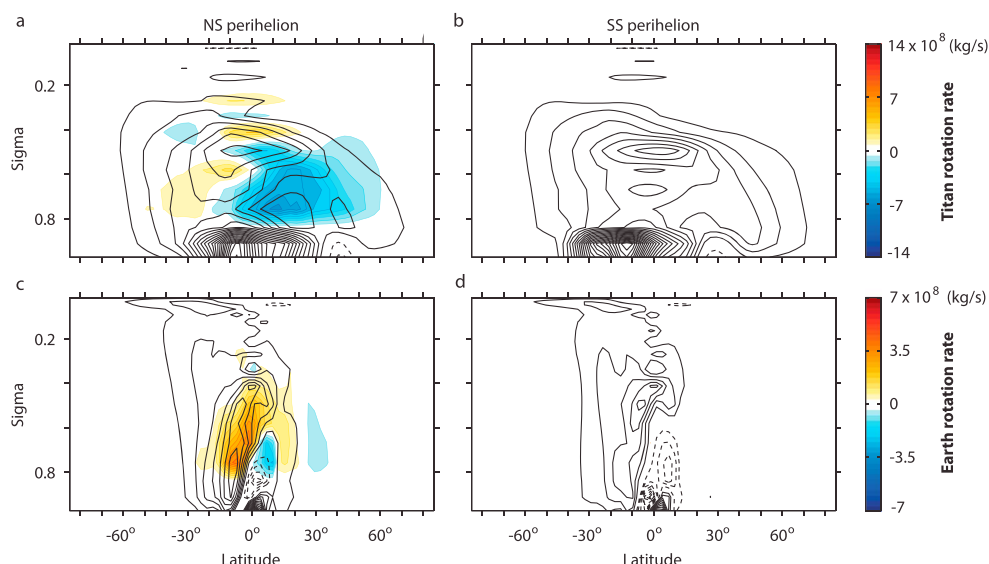 a NS perihelion b SS perihelion
14 x 10^8 (kg/s)
0.2
7
Sigma
0
Titan rotation rate
0.8
-7
-14
c d
7 x 10^8 (kg/s)
0.2
3.5
Sigma
0
Earth rotation rate
0.8
-3.5
-7
-60° -30° 0° 30° 60° -60° -30° 0° 30° 60°
Latitude Latitude